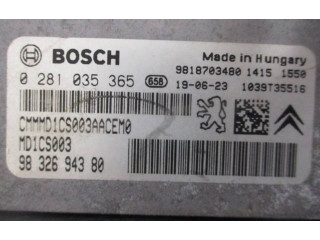 BOSCH
Made in Hungary
9818703480 1415 1550
0 281 035 365 656 19-06-23 1039T35516
CMMMD1CS003AACEM0
MD1CS003
98 326 943 80